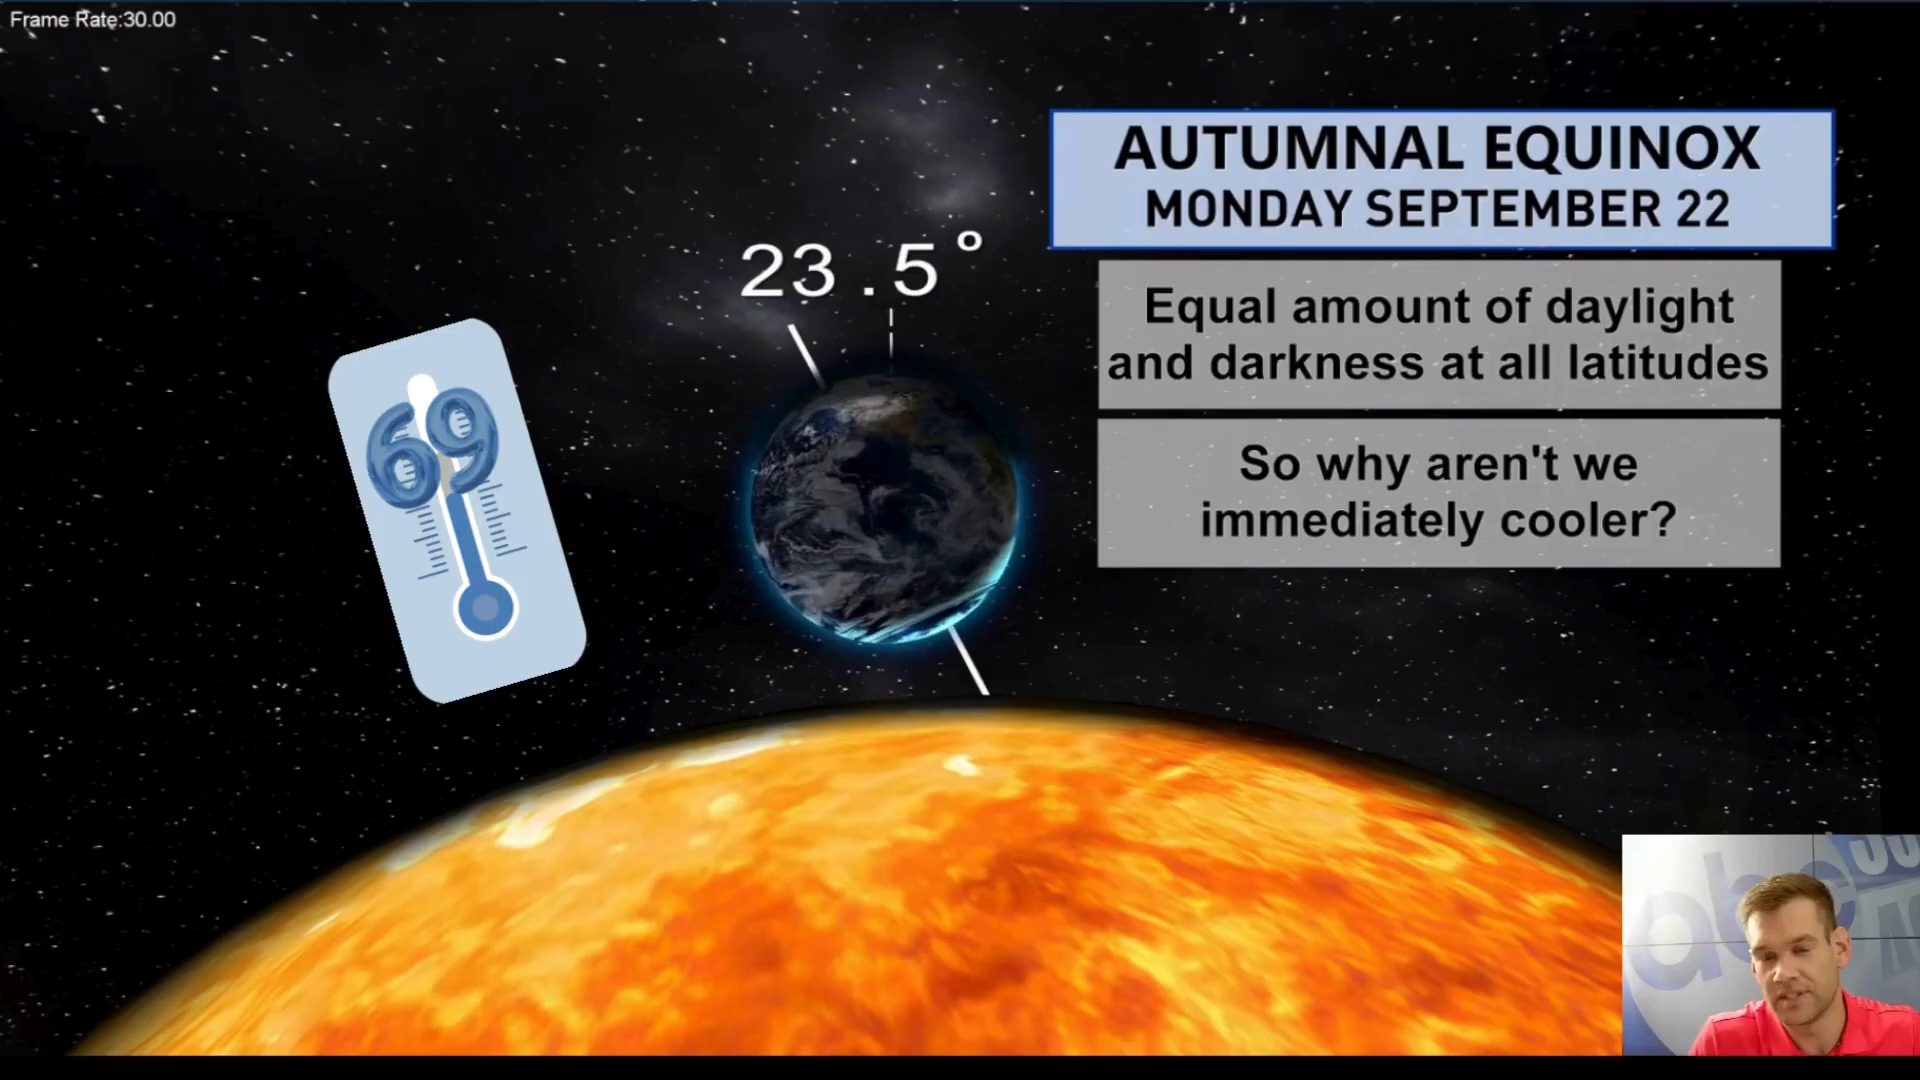 Frame Rate:30.00
AUTUMNAL EQUINOX
MONDAY SEPTEMBER 22
23.5°
Equal amount of daylight
and darkness at all latitudes
69
So why aren't we
immediately cooler?
abc